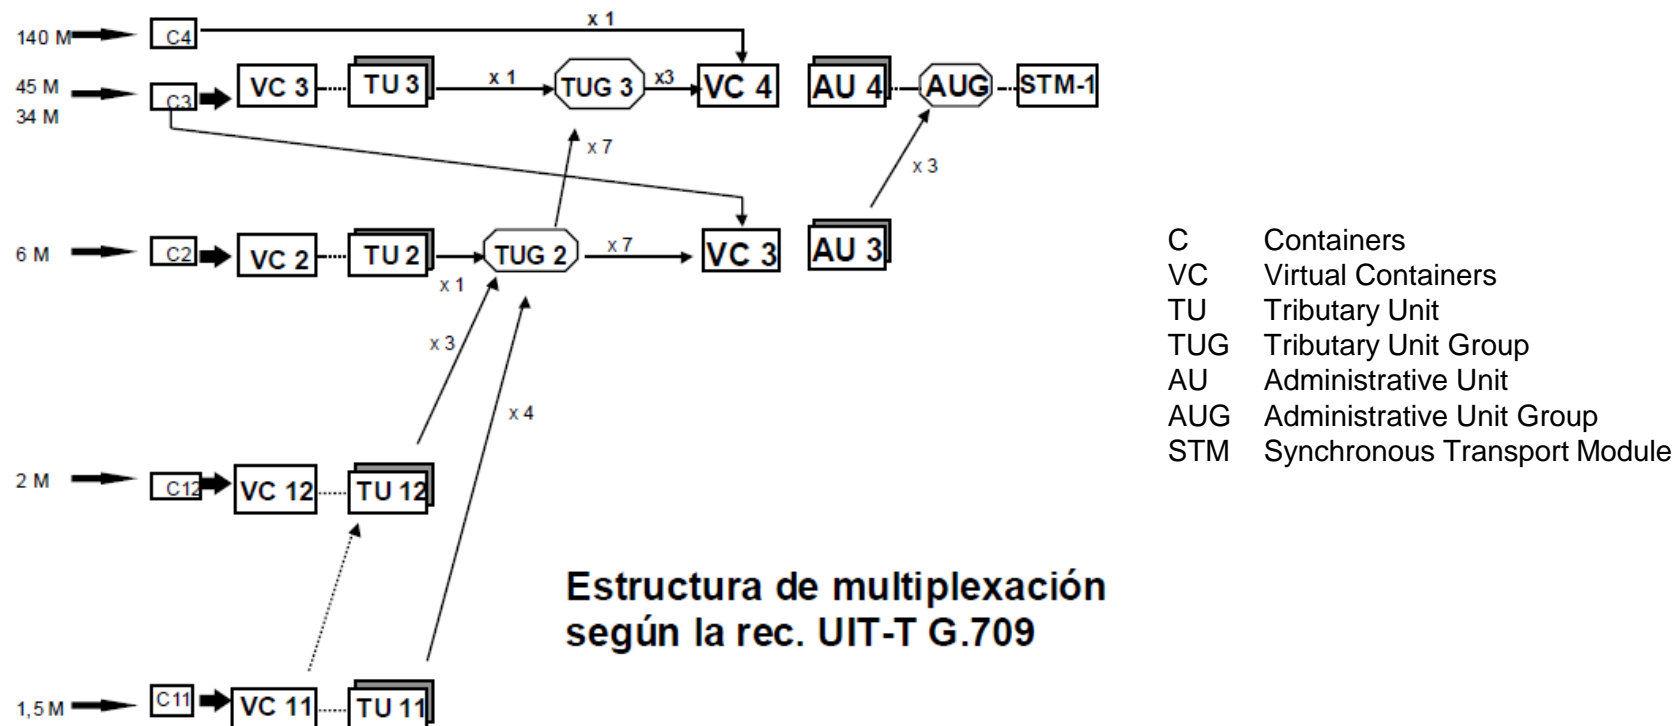 x 1
140 M
C4
45 M
34 M
C3
VC 3
TU 3
x 1
TUG 3
x3
VC 4
AU 4
AUG
STM-1
x 7
x 3
6 M
C2
VC 2
TU 2
x 1
TUG 2
x 7
VC 3
AU 3
C Containers
VC Virtual Containers
TU Tributary Unit
TUG Tributary Unit Group
AU Administrative Unit
AUG Administrative Unit Group
STM Synchronous Transport Module
x 3
x 4
2 M
C12
VC 12
TU 12
Estructura de multiplexación
según la rec. UIT-T G.709
1,5 M
C11
VC 11
TU 11